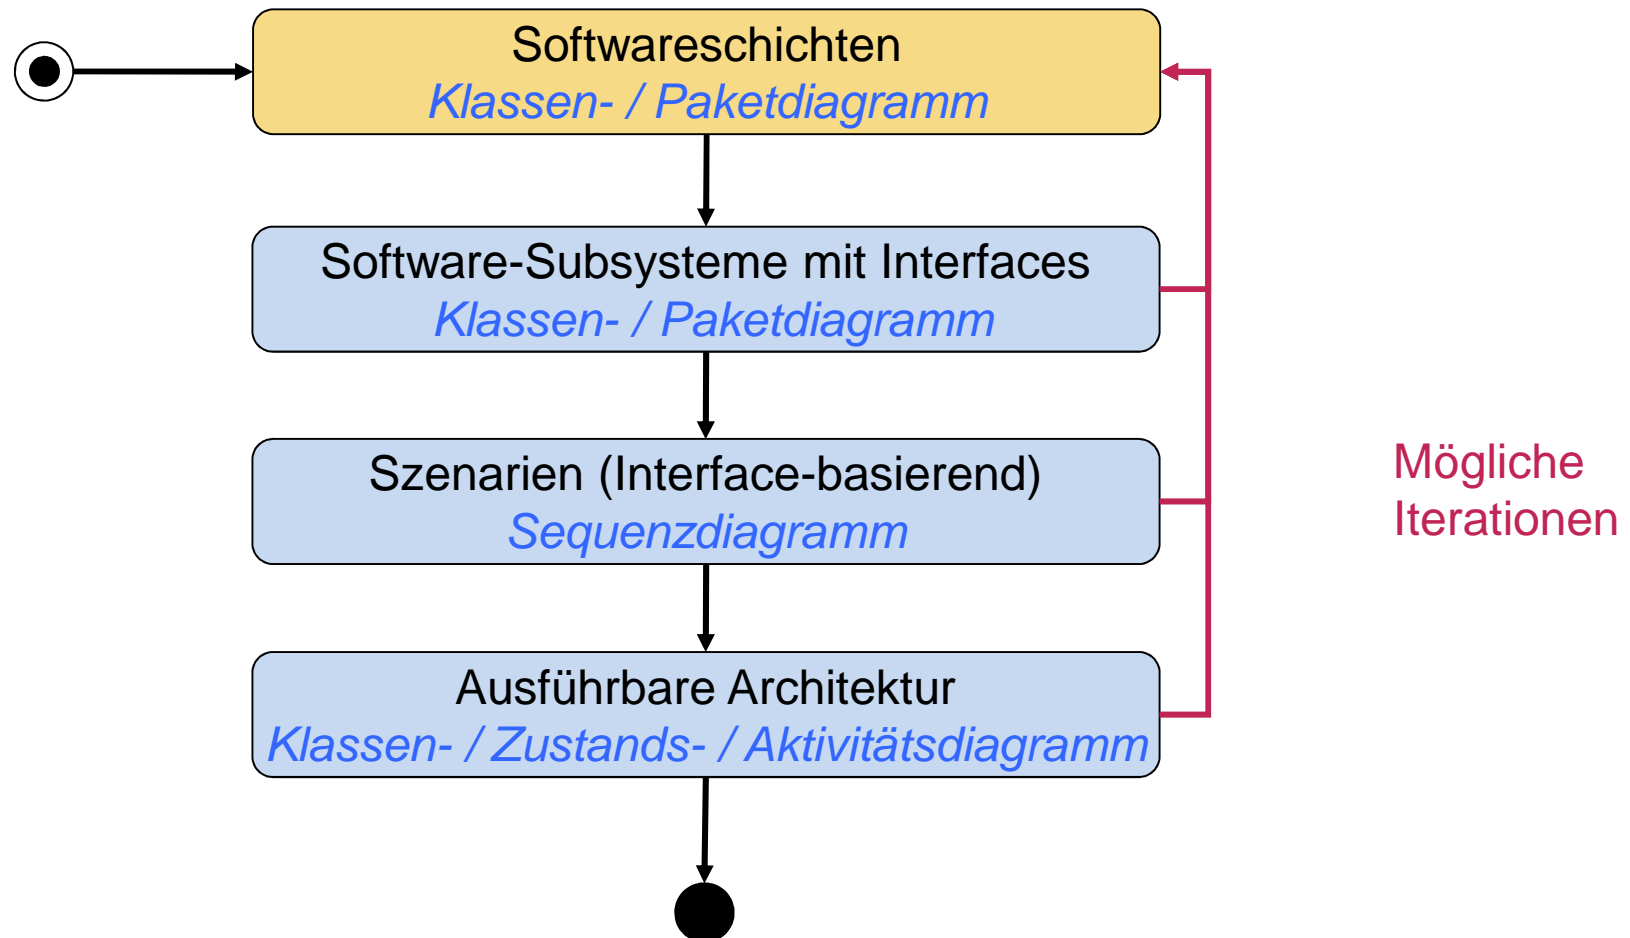 Softwareschichten
Klassen- / Paketdiagramm
Software-Subsysteme mit Interfaces
Klassen- / Paketdiagramm
Szenarien (Interface-basierend)
Sequenzdiagramm
Ausführbare Architektur
Klassen- / Zustands- / Aktivitätsdiagramm
Mögliche
Iterationen